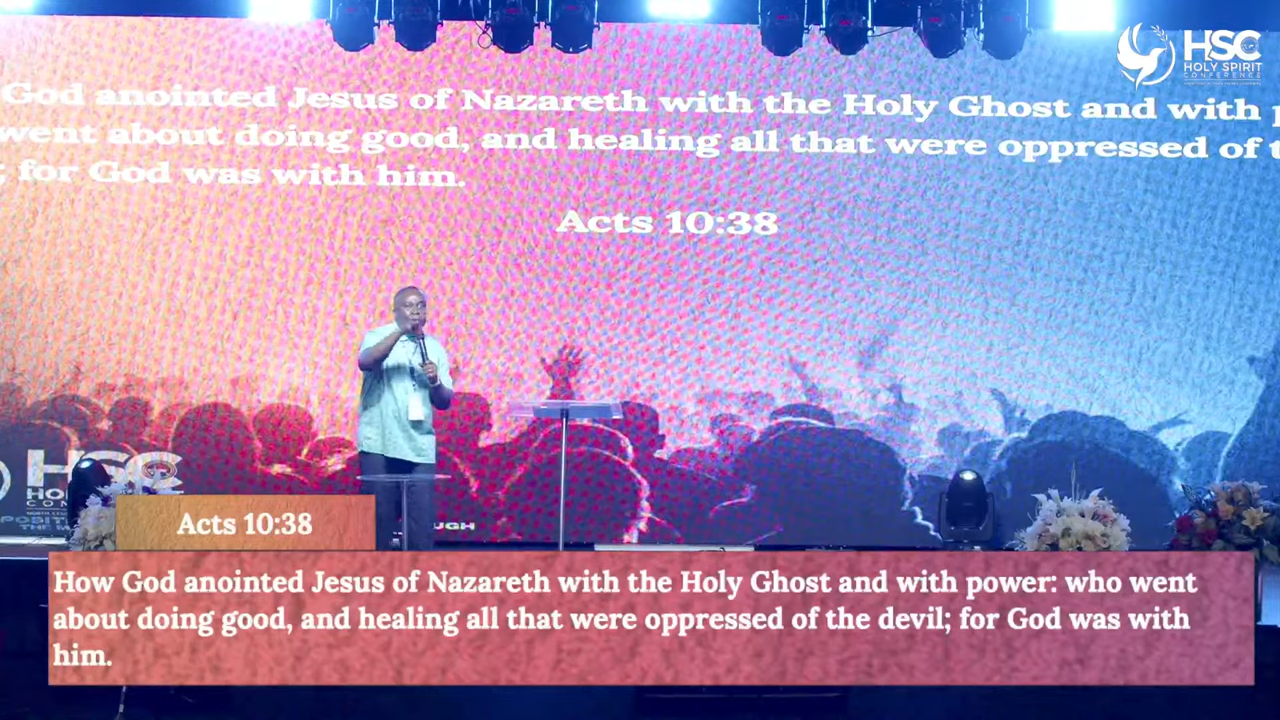 HSC
HOLY SPIRIT
CONFERENCE
God anointed Jesus of Nazareth with the Holy Ghost and with
went about doing good, and healing all that were oppressed of
; for God was with him.
Acts 10:38
HSC
Acts 10:38
How God anointed Jesus of Nazareth with the Holy Ghost and with power: who went
about doing good, and healing all that were oppressed of the devil; for God was with
him.